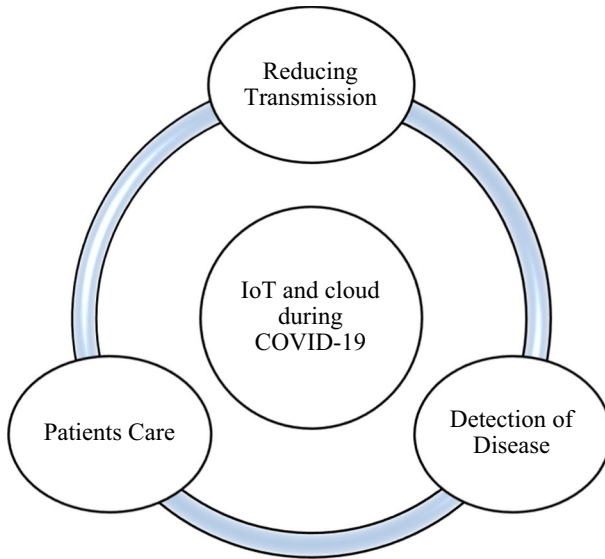 Reducing
Transmission
IoT and cloud
during
COVID-19
Patients Care
Detection of
Disease